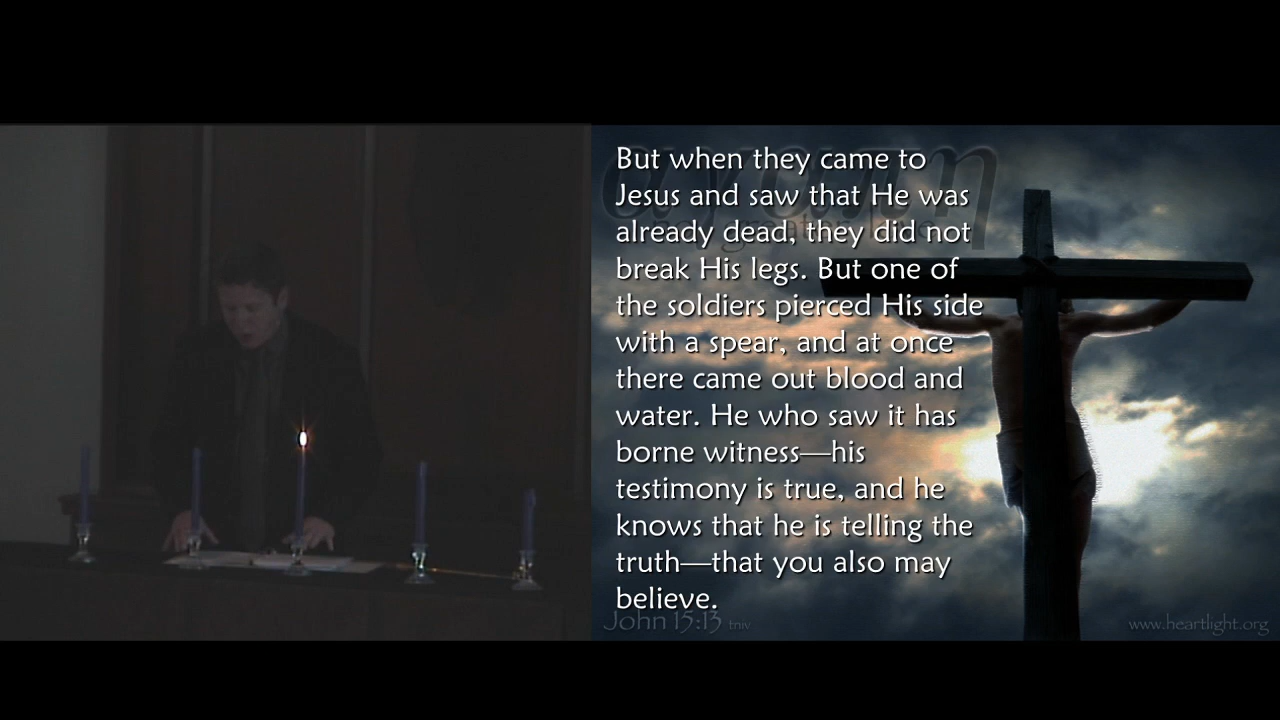 But when they came to
Jesus and saw that He was
already dead, they did not
break His legs. But one of
the soldiers pierced His side
with a spear, and at once
there came out blood and
water. He who saw it has
borne witness—his
testimony is true, and he
knows that he is telling the
truth—that you also may
believe.
John 15:13 tniv
www.heartlight.org